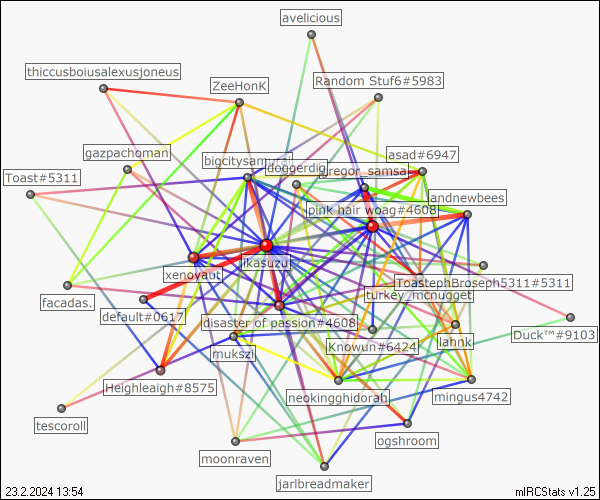 avelicious
thiccusboiusalexusjoneus
Random Stuf6#5983
ZeeHonK
gazpachoman
asad#6947
bigcitysamurai
doggerdig
gregor_samsa
Toast#5311
andnewbees
pink hair woag#4608
jikasuzu
xenovaut
ToastephBroseph5311#5311
turkey_mcnugget
facadas.
default#0617
disaster of passion#4608
Duck™#9103
Knowun#6424
lahnk
mukszi
Heighleigh#8575
neokingghidorah
mingus4742
tescoroll
ogshroom
moonraven
jarlbreadmaker
23.2.2024 13:54
mIRCStats v1.25